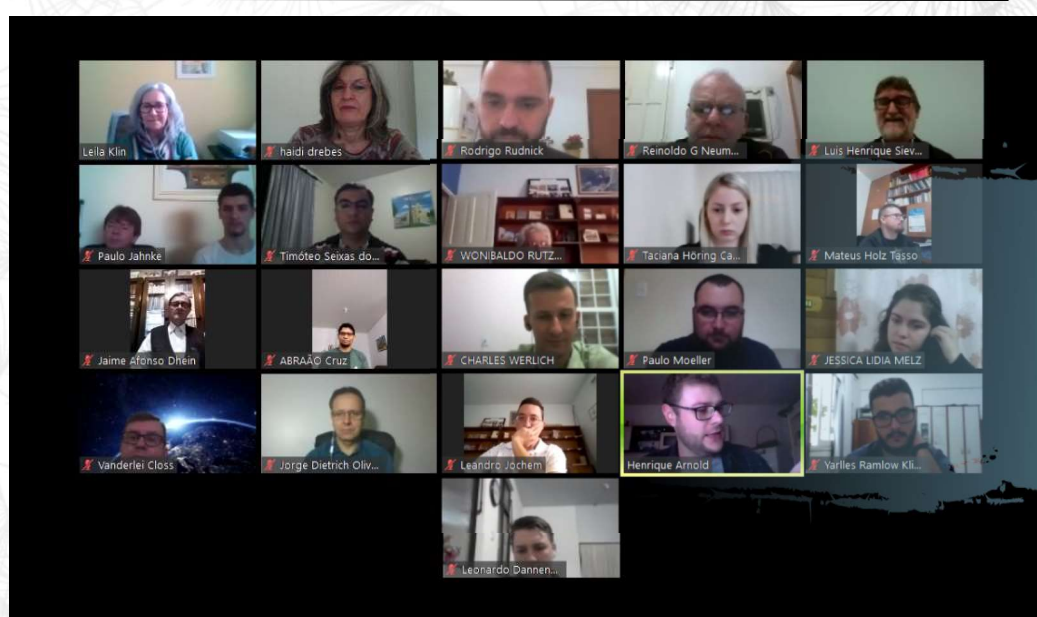 Leila Klin
haidi drebes
Rodrigo Rudnick
Reinoldo G Neum...
Luis Henrique Siev...
Paulo Jahnke
Timóteo Seixas do...
WONIBALDO RUTZ...
Taciana Höring Ca...
Mateus Holz Tasso
Jaime Afonso Dhein
ABRAÃO Cruz
CHARLES WERLICH
Paulo Moeller
JESSICA LIDIA MELZ
Vanderlei Closs
Jorge Dietrich Oliv...
Leandro Jochem
Henrique Arnold
Yarlles Ramlow Kli...
Leonardo Dannen...